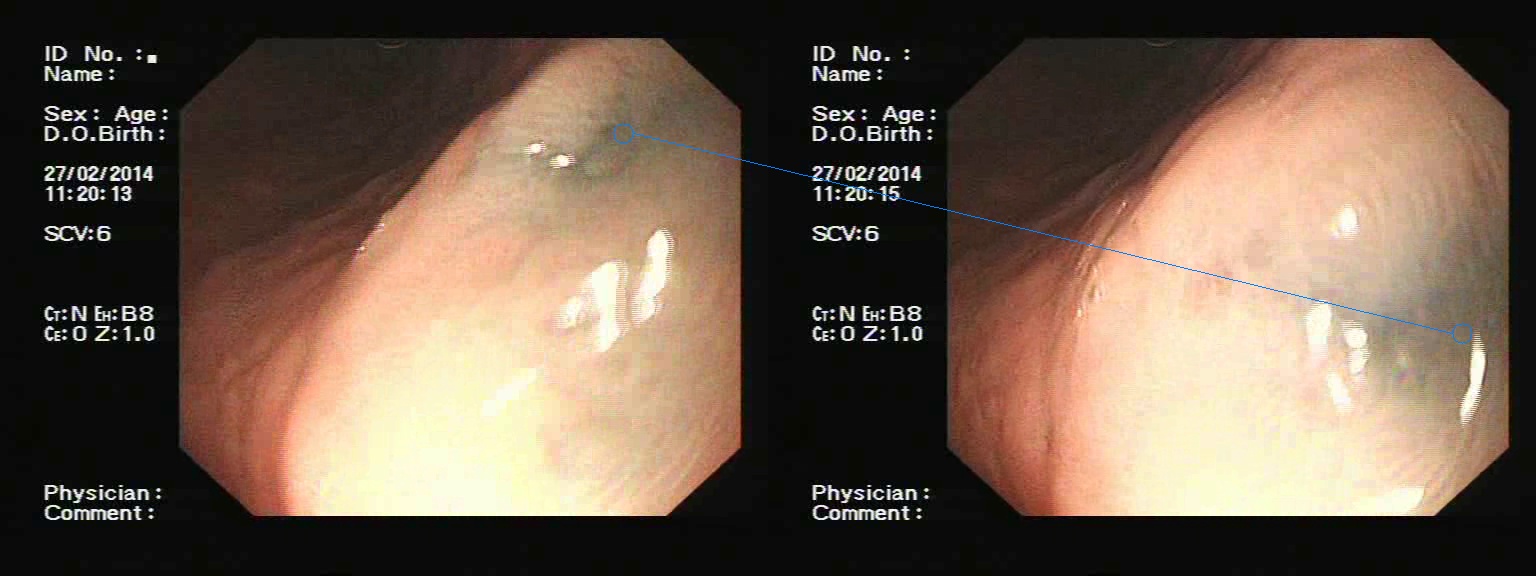 ID No. :
Name:
Sex: Age:
D.O.Birth:
27/02/2014
11:20:13
SCV:6
CT:N EH:B8
CE:0 Z:1.0
Physician:
Comment:
ID No. :
Name:
Sex: Age:
D.O.Birth:
27/02/2014
11:20:15
SCV:6
CT:N EH:B8
CE:0 Z:1.0
Physician:
Comment: